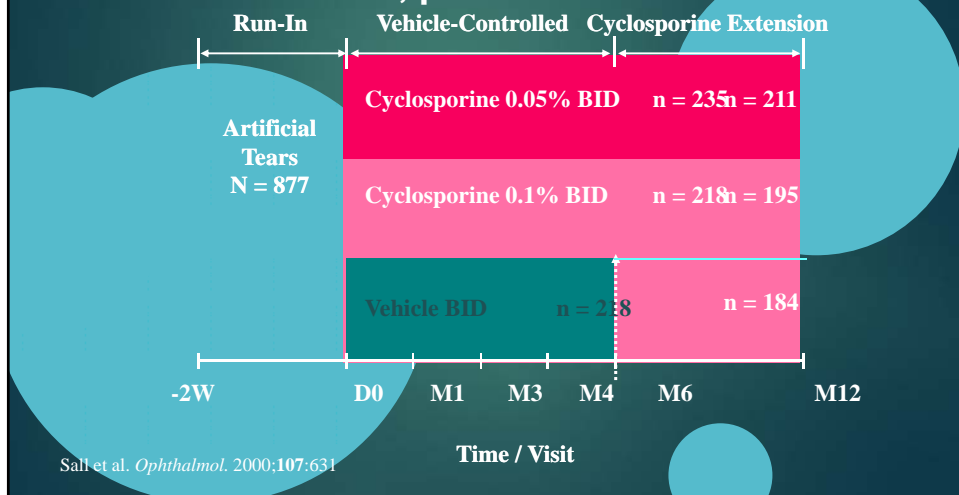 Run-In Vehicle-Controlled Cyclosporine Extension
Cyclosporine 0.05% BID n = 235 n = 211
Artificial
Tears
N = 877
Cyclosporine 0.1% BID n = 218 n = 195
Vehicle BID n = 218 n = 184
-2W D0 M1 M3 M4 M6 M12
Time / Visit
Sall et al. Ophthalmol. 2000;107:631